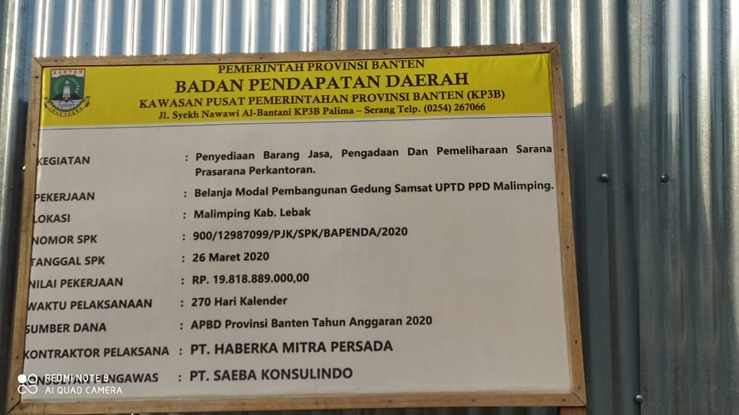 PEMERINTAH PROVINSI BANTEN
BADAN PENDAPATAN DAERAH
KAWASAN PUSAT PEMERINTAHAN PROVINSI BANTEN (KP3B)
Jl. Syekh Nawawi Al-Bantani KP3B Palima – Serang Telp. (0254) 267066
BANTEN
KEGIATAN : Penyediaan Barang Jasa, Pengadaan Dan Pemeliharaan Sarana
Prasarana Perkantoran.
PEKERJAAN : Belanja Modal Pembangunan Gedung Samsat UPTD PPD Malimping.
LOKASI : Malimping Kab. Lebak
NOMOR SPK : 900/12987099/PJK/SPK/BAPENDA/2020
TANGGAL SPK : 26 Maret 2020
NILAI PEKERJAAN : RP. 19.818.889.000,00
WAKTU PELAKSANAAN : 270 Hari Kalender
SUMBER DANA : APBD Provinsi Banten Tahun Anggaran 2020
KONTRAKTOR PELAKSANA : PT. HABERKA MITRA PERSADA
PENGAWAS : PT. SAEBA KONSULINDO
REDMI NOTE 8
AI QUAD CAMERA